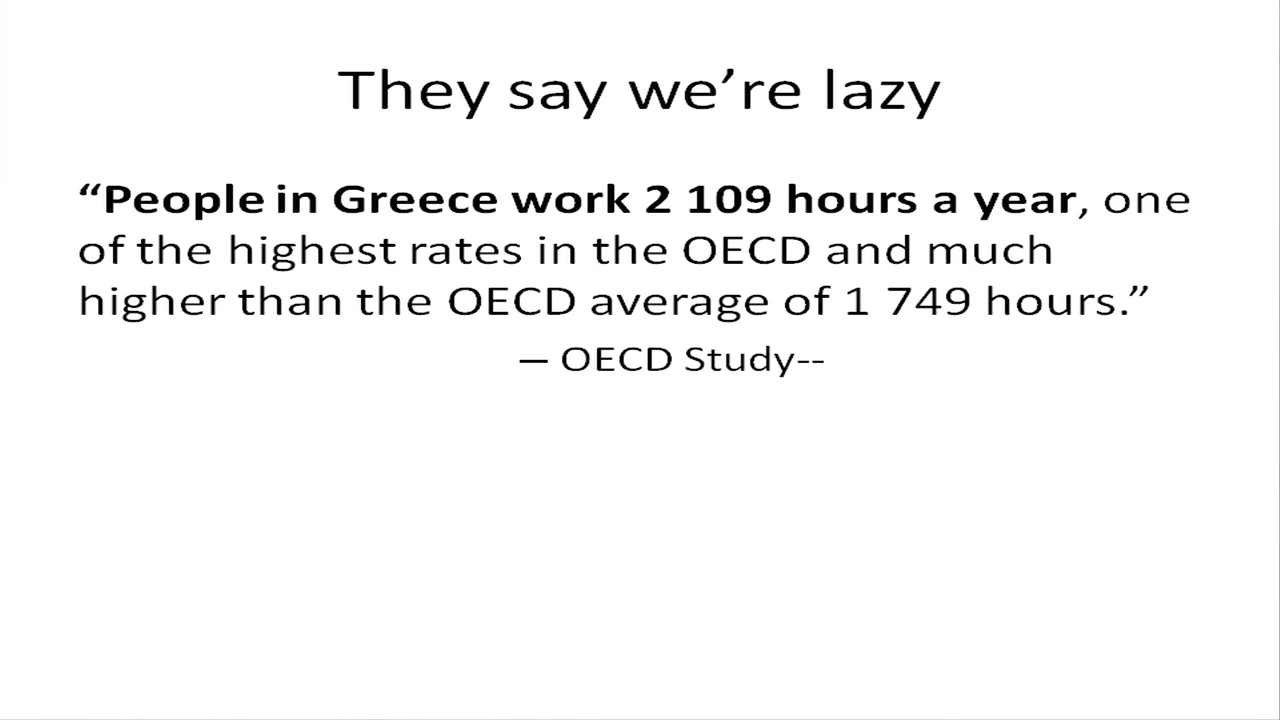 They say we’re lazy
“People in Greece work 2 109 hours a year, one
of the highest rates in the OECD and much
higher than the OECD average of 1 749 hours.”
— OECD Study--